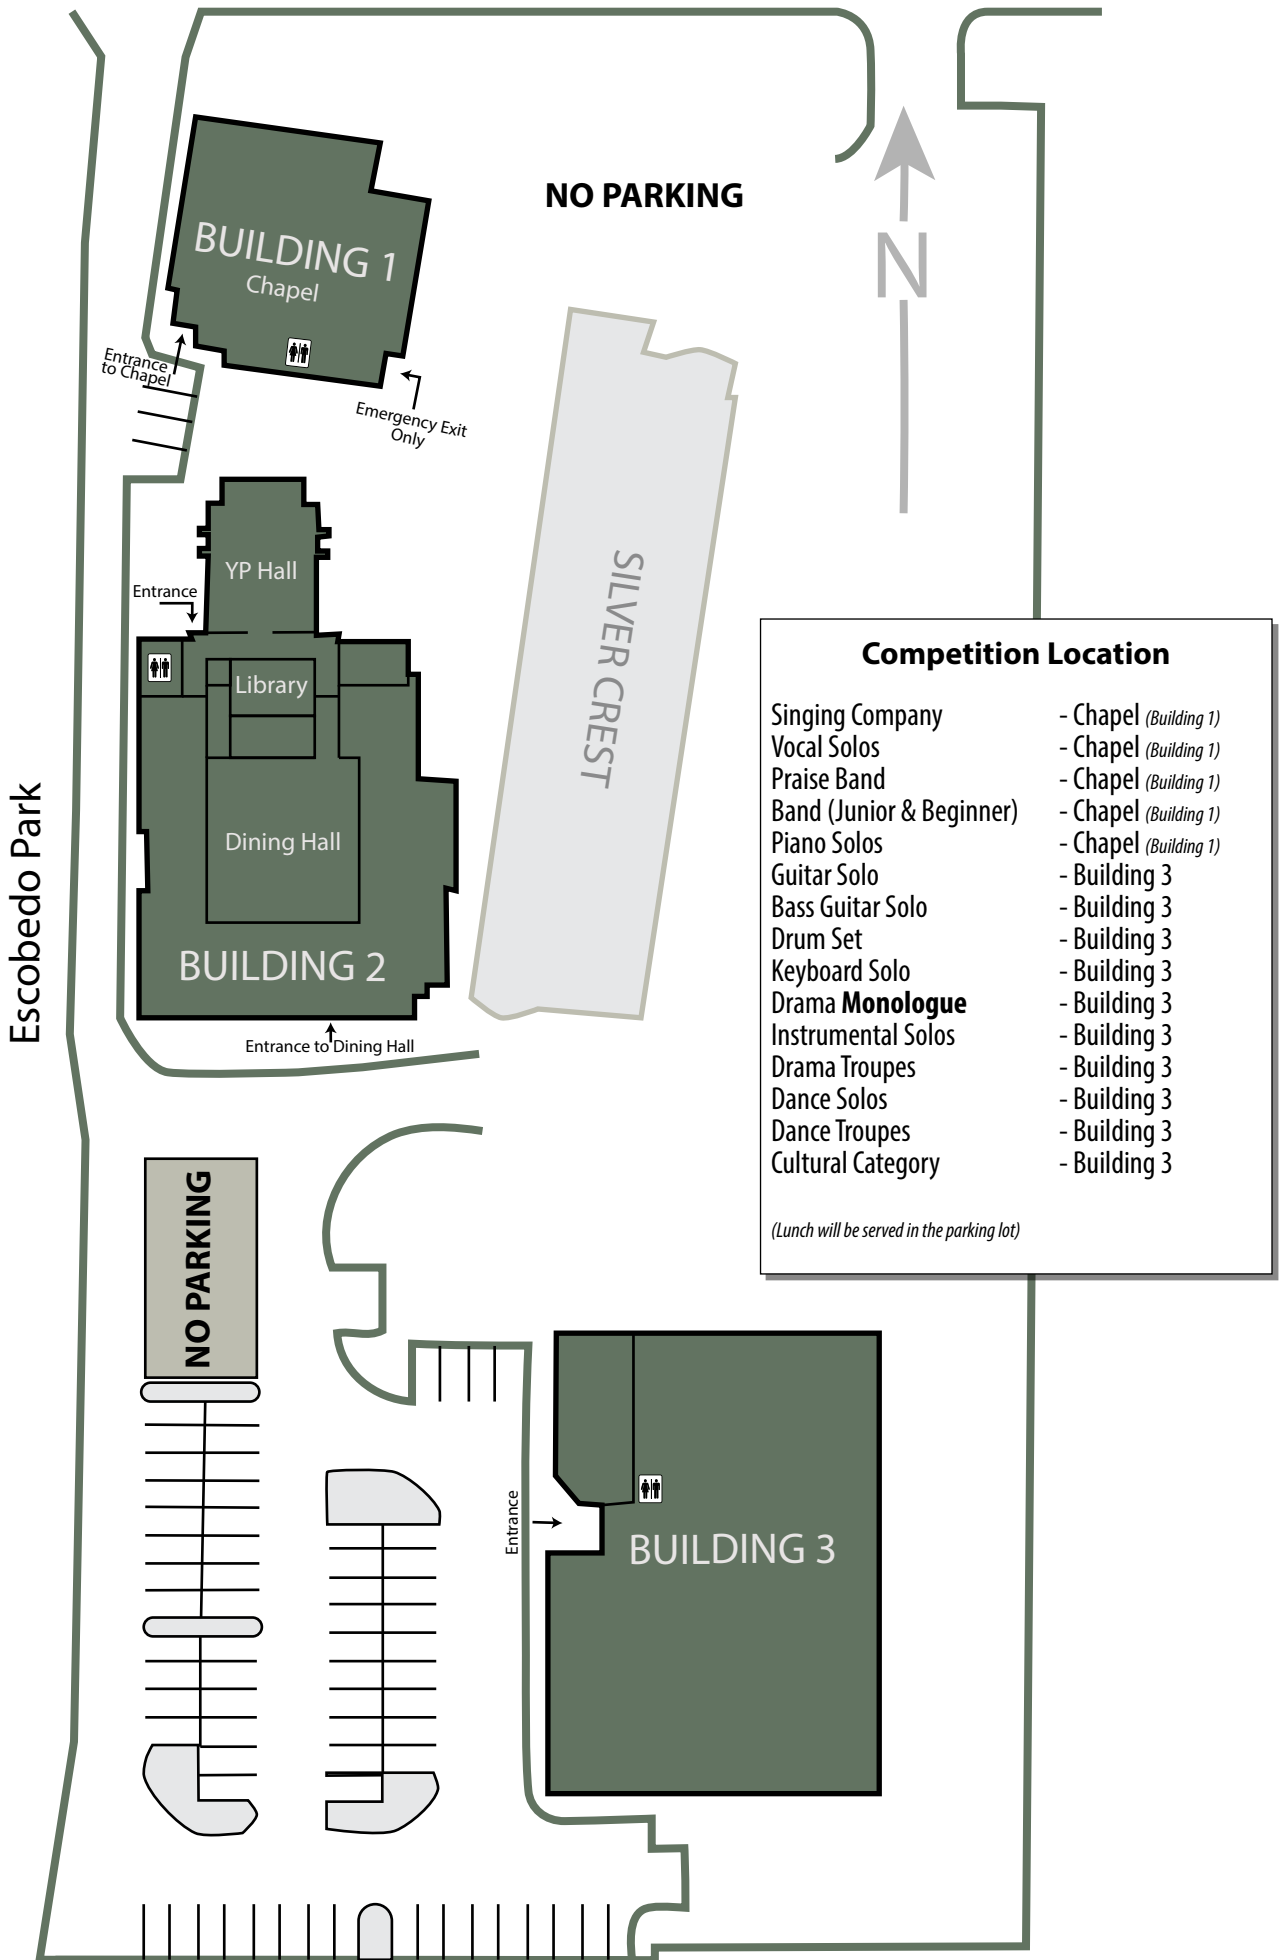 NO PARKING
N
BUILDING 1
Chapel
Entrance
to Chapel
Emergency Exit
Only
YP Hall
Entrance
Library
Dining Hall
BUILDING 2
Entrance to Dining Hall
SILVER CREST
Escobedo Park
Competition Location
Singing Company - Chapel (Building 1)
Vocal Solos - Chapel (Building 1)
Praise Band - Chapel (Building 1)
Band (Junior & Beginner) - Chapel (Building 1)
Piano Solos - Chapel (Building 1)
Guitar Solo - Building 3
Bass Guitar Solo - Building 3
Drum Set - Building 3
Keyboard Solo - Building 3
Drama Monologue - Building 3
Instrumental Solos - Building 3
Drama Troupes - Building 3
Dance Solos - Building 3
Dance Troupes - Building 3
Cultural Category - Building 3
(Lunch will be served in the parking lot)
NO PARKING
Entrance
BUILDING 3